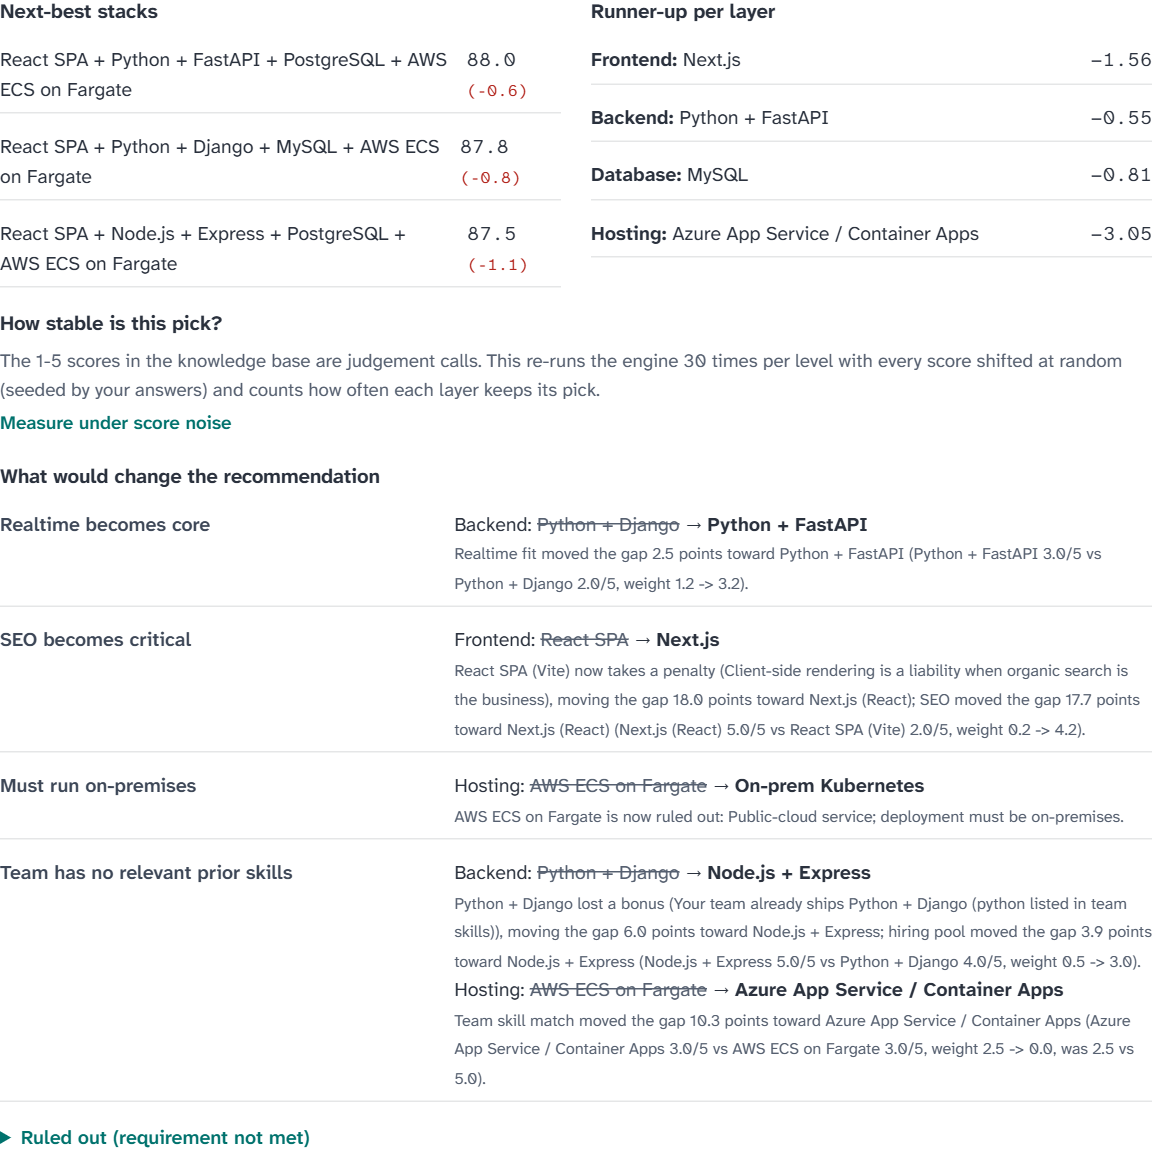 Next-best stacks
React SPA + Python + FastAPI + PostgreSQL + AWS 88.0
ECS on Fargate (-0.6)
React SPA + Python + Django + MySQL + AWS ECS 87.8
on Fargate (-0.8)
React SPA + Node.js + Express + PostgreSQL + 87.5
AWS ECS on Fargate (-1.1)
Runner-up per layer
Frontend: Next.js −1.56
Backend: Python + FastAPI −0.55
Database: MySQL −0.81
Hosting: Azure App Service / Container Apps −3.05
How stable is this pick?
The 1-5 scores in the knowledge base are judgement calls. This re-runs the engine 30 times per level with every score shifted at random
(seeded by your answers) and counts how often each layer keeps its pick.
Measure under score noise
What would change the recommendation
Realtime becomes core
Backend: Python + Django → Python + FastAPI
Realtime fit moved the gap 2.5 points toward Python + FastAPI (Python + FastAPI 3.0/5 vs
Python + Django 2.0/5, weight 1.2 -> 3.2).
SEO becomes critical
Frontend: React SPA → Next.js
React SPA (Vite) now takes a penalty (Client-side rendering is a liability when organic search is
the business), moving the gap 18.0 points toward Next.js (React); SEO moved the gap 17.7 points
toward Next.js (React) (Next.js (React) 5.0/5 vs React SPA (Vite) 2.0/5, weight 0.2 -> 4.2).
Must run on-premises
Hosting: AWS ECS on Fargate → On-prem Kubernetes
AWS ECS on Fargate is now ruled out: Public-cloud service; deployment must be on-premises.
Team has no relevant prior skills
Backend: Python + Django → Node.js + Express
Python + Django lost a bonus (Your team already ships Python + Django (python listed in team
skills)), moving the gap 6.0 points toward Node.js + Express; hiring pool moved the gap 3.9 points
toward Node.js + Express (Node.js + Express 5.0/5 vs Python + Django 4.0/5, weight 0.5 -> 3.0).
Hosting: AWS ECS on Fargate → Azure App Service / Container Apps
Team skill match moved the gap 10.3 points toward Azure App Service / Container Apps (Azure
App Service / Container Apps 3.0/5 vs AWS ECS on Fargate 3.0/5, weight 2.5 -> 0.0, was 2.5 vs
5.0).
▶ Ruled out (requirement not met)